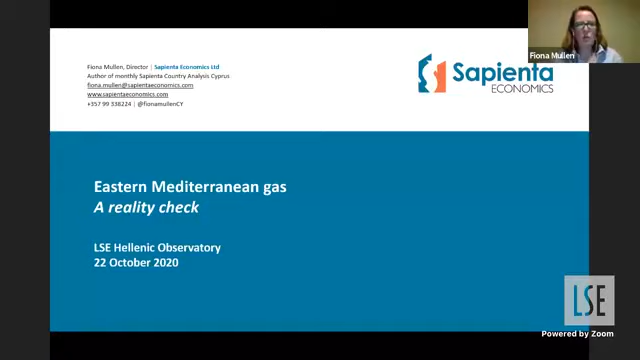 Fiona Mullen, Director | Sapienta Economics Ltd
Author of monthly Sapienta Country Analysis Cyprus
fiona.mullen@sapientaeconomics.com
www.sapientaeconomics.com
+357 99 338224 | @fionamullenCY
Sapienta
ECONOMICS
Fiona Mullen
Eastern Mediterranean gas
A reality check
LSE Hellenic Observatory
22 October 2020
LSE
Powered by Zoom